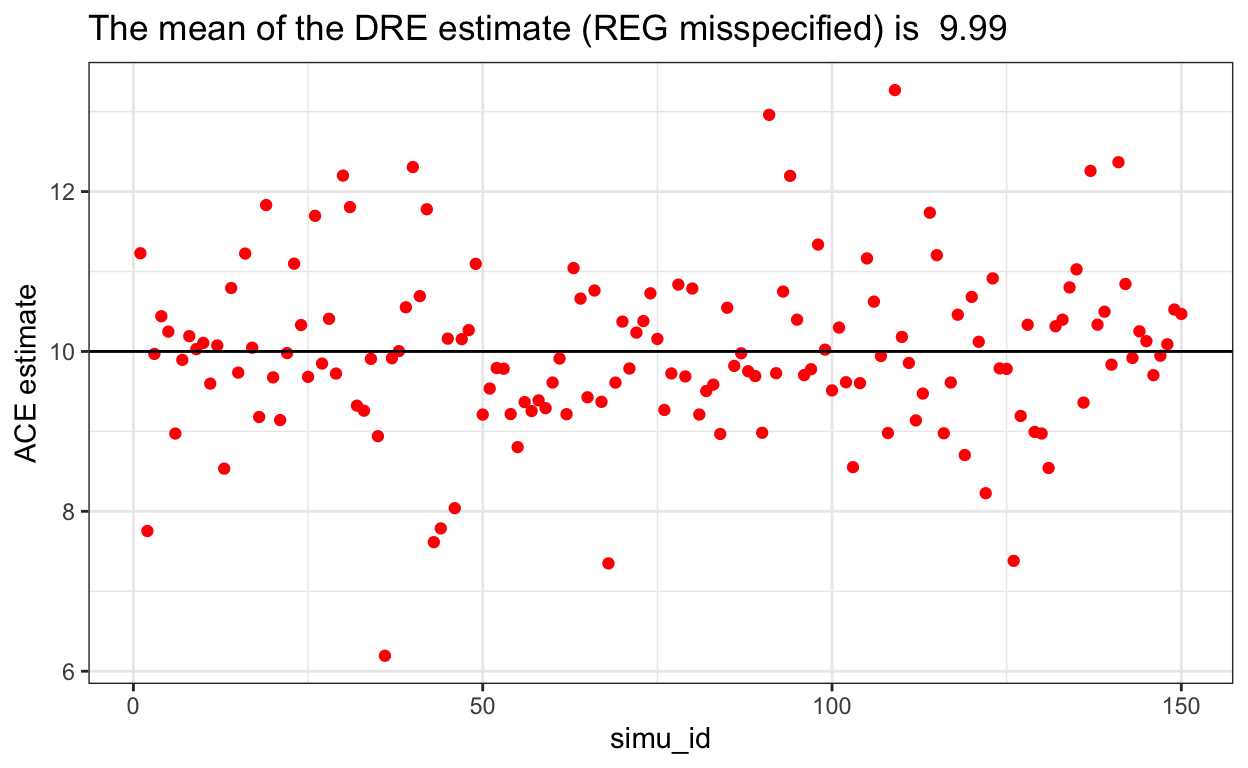 The mean of the DRE estimate (REG misspecified) is  9.99
ACE estimate
12
10
8
6
0 50 100 150
simu_id